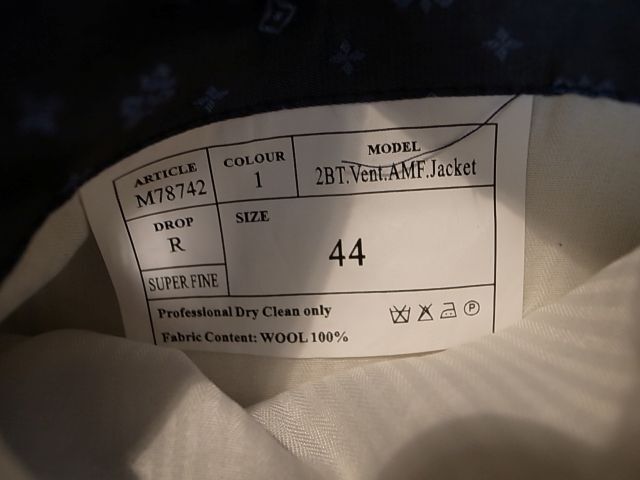 ARTICLE
M78742
COLOUR
1
MODEL
2BT.Vent.AMF.Jacket
DROP
R
SUPER.FINE
SIZE
44
Professional Dry Clean only
Fabric Content: WOOL 100%
P